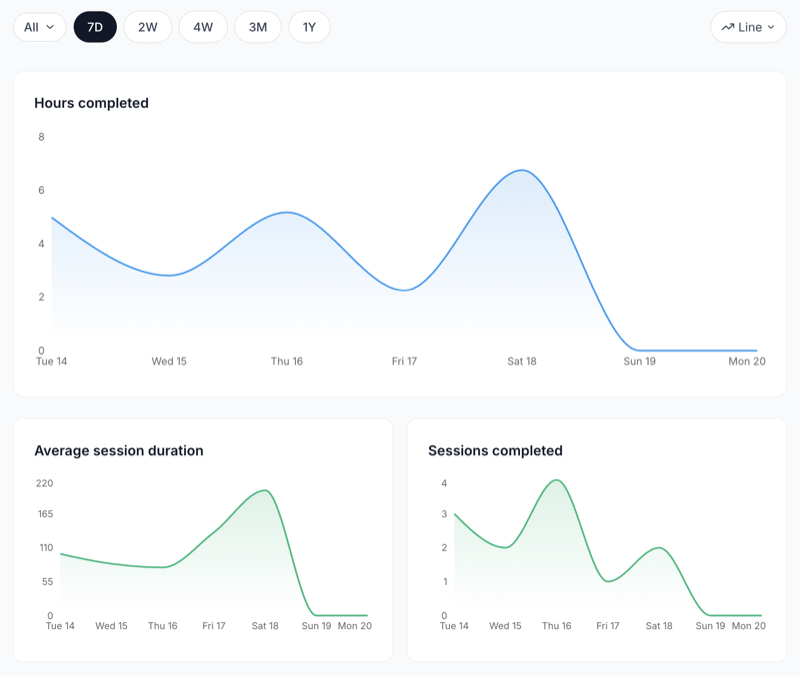 All 7D 2W 4W 3M 1Y Line
Hours completed
8
6
4
2
0
Tue 14 Wed 15 Thu 16 Fri 17 Sat 18 Sun 19 Mon 20
Average session duration
220
165
110
55
0
Tue 14 Wed 15 Thu 16 Fri 17 Sat 18 Sun 19 Mon 20
Sessions completed
4
3
2
1
0
Tue 14 Wed 15 Thu 16 Fri 17 Sat 18 Sun 19 Mon 20